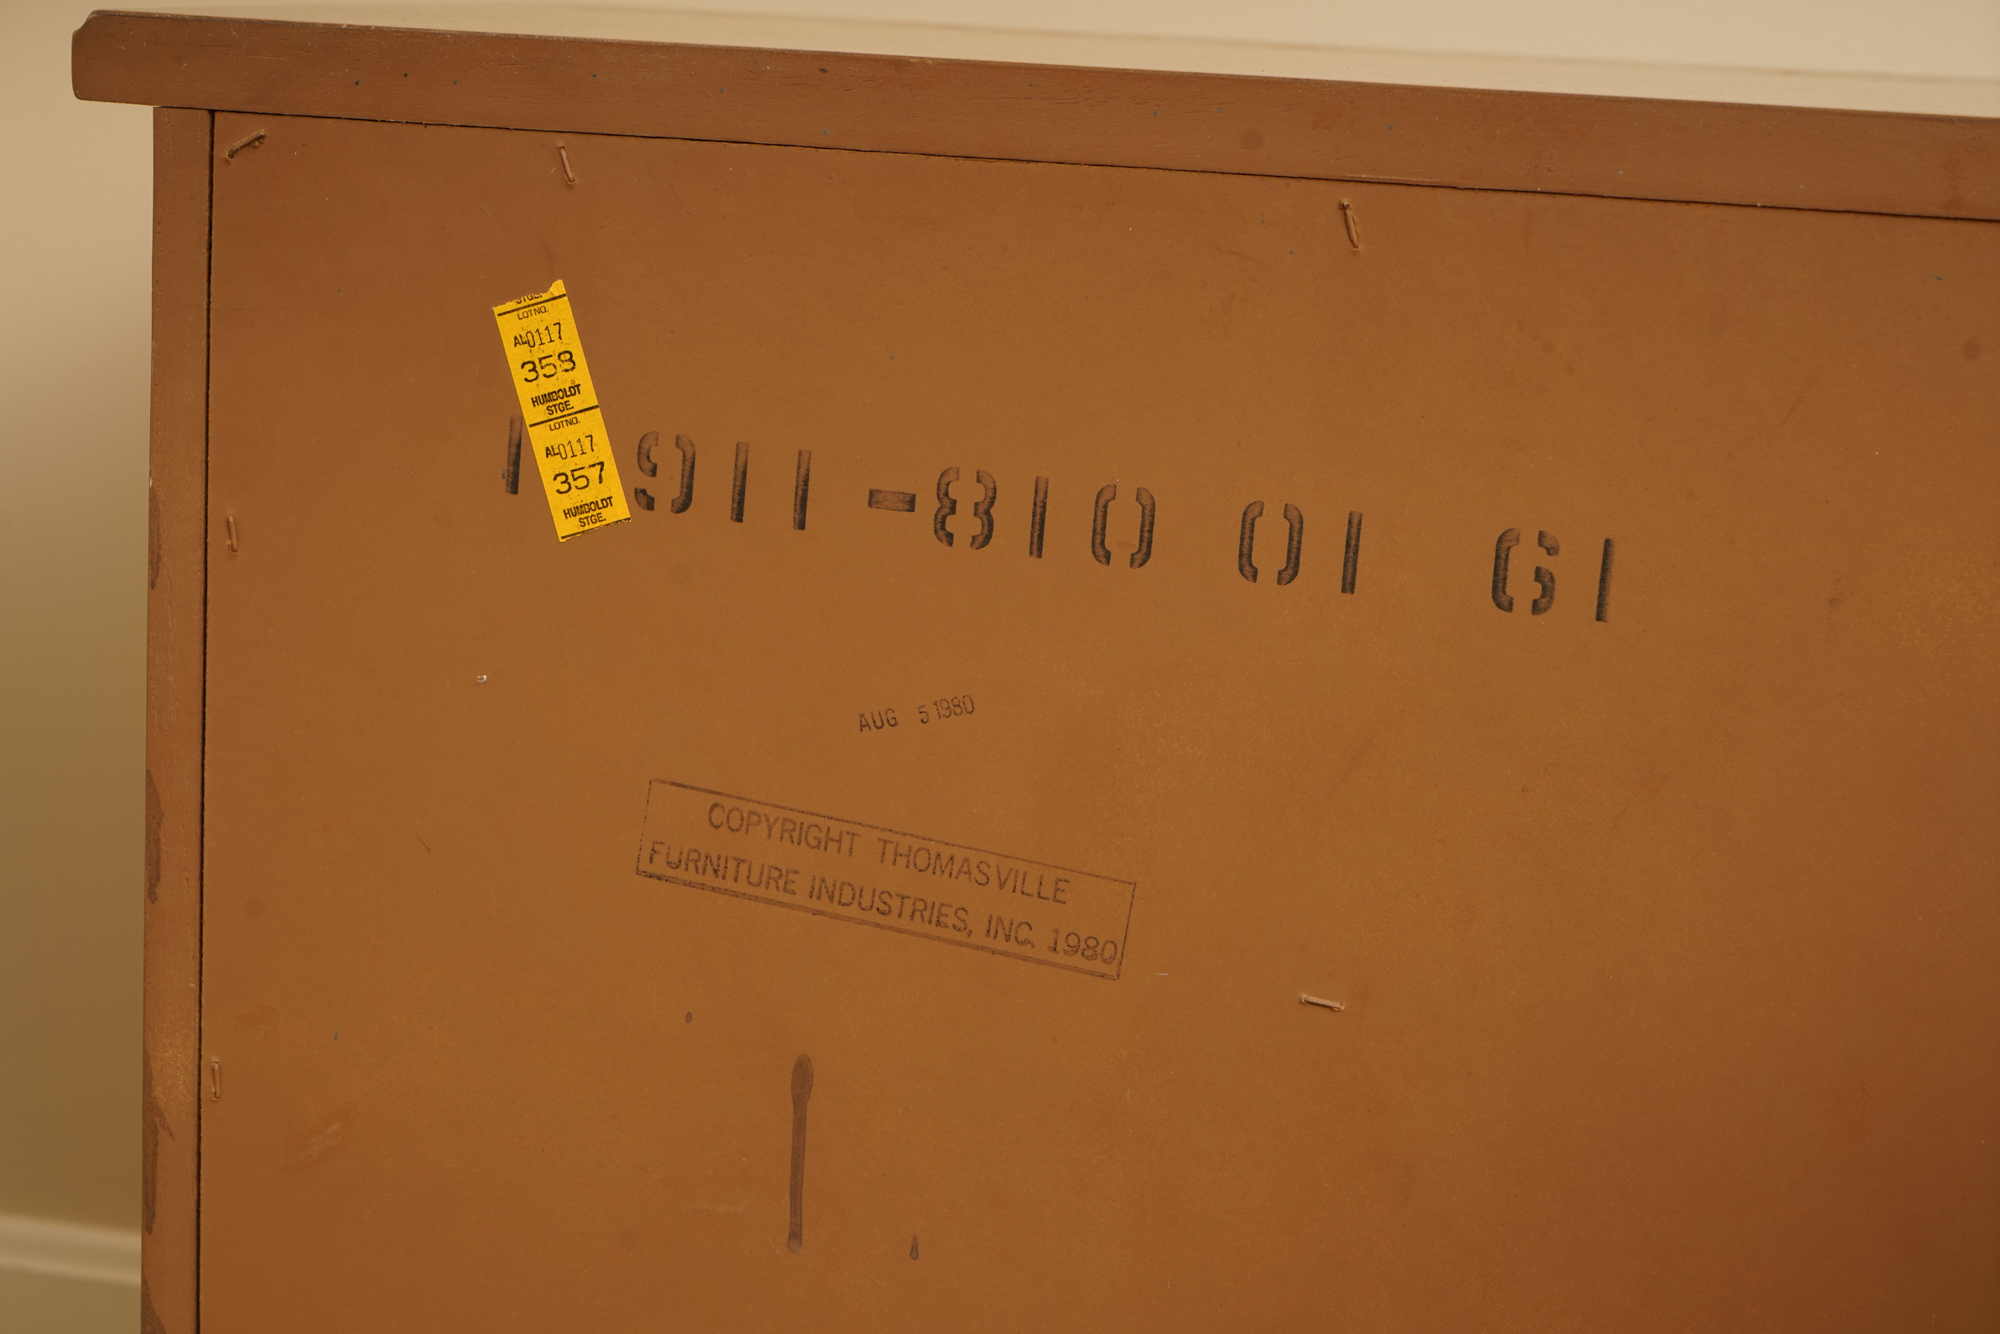 STGE.
LOT NO.
AL0117
358
HUMBOLDT
STGE.
LOT NO.
AL0117
357
HUMBOLDT
STGE.
911-810 01 G1
AUG 5 1980
COPYRIGHT THOMASVILLE
FURNITURE INDUSTRIES, INC. 1980